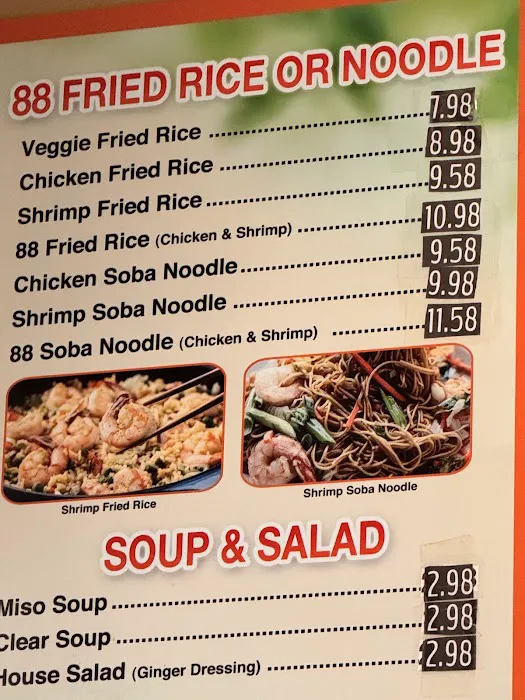 88 FRIED RICE OR NOODLE
Veggie Fried Rice 7.98
Chicken Fried Rice 8.98
Shrimp Fried Rice 9.58
88 Fried Rice (Chicken & Shrimp) 10.98
Chicken Soba Noodle 9.58
Shrimp Soba Noodle 9.98
88 Soba Noodle (Chicken & Shrimp) 11.58
Shrimp Fried Rice
Shrimp Soba Noodle
SOUP & SALAD
Miso Soup 2.98
Clear Soup 2.98
House Salad (Ginger Dressing) 2.98